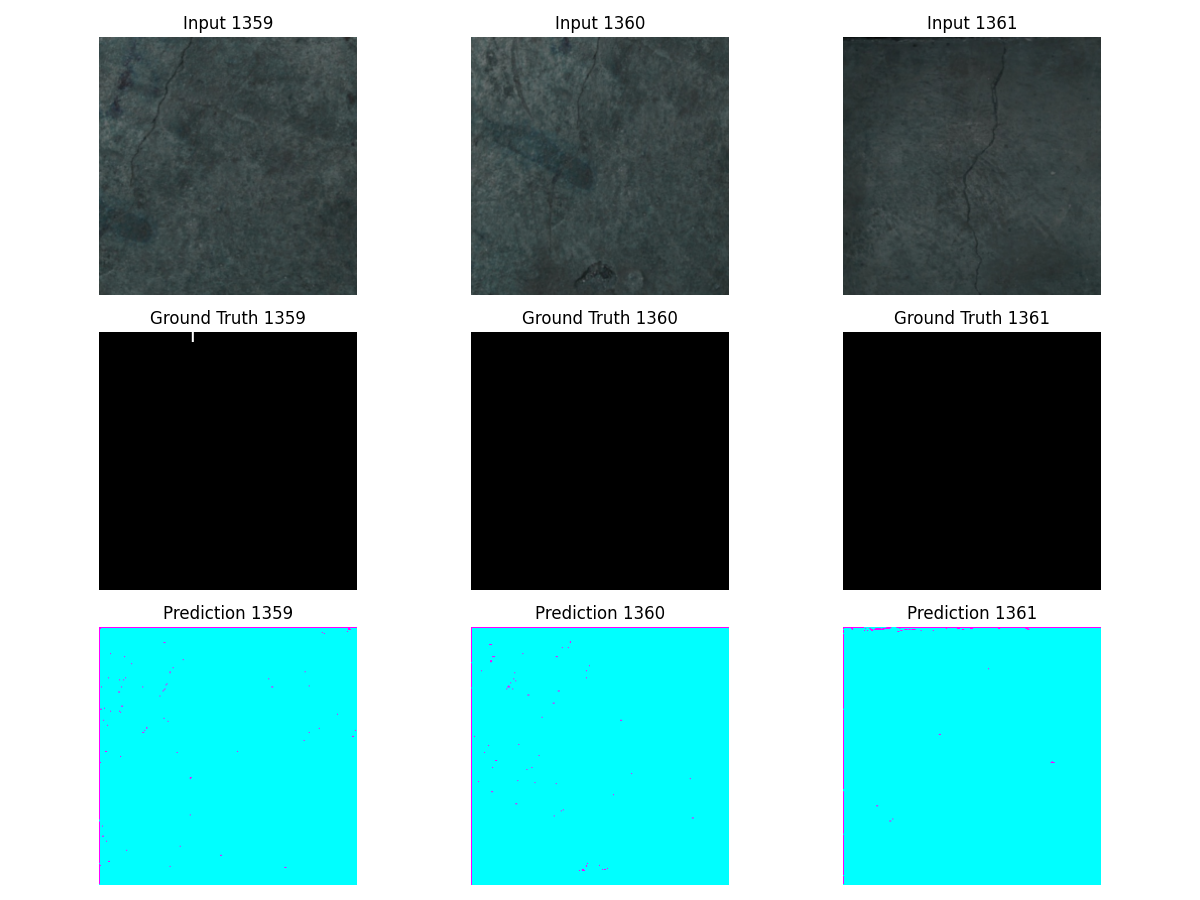 Input 1359
Input 1360
Input 1361
Ground Truth 1359
Ground Truth 1360
Ground Truth 1361
Prediction 1359
Prediction 1360
Prediction 1361